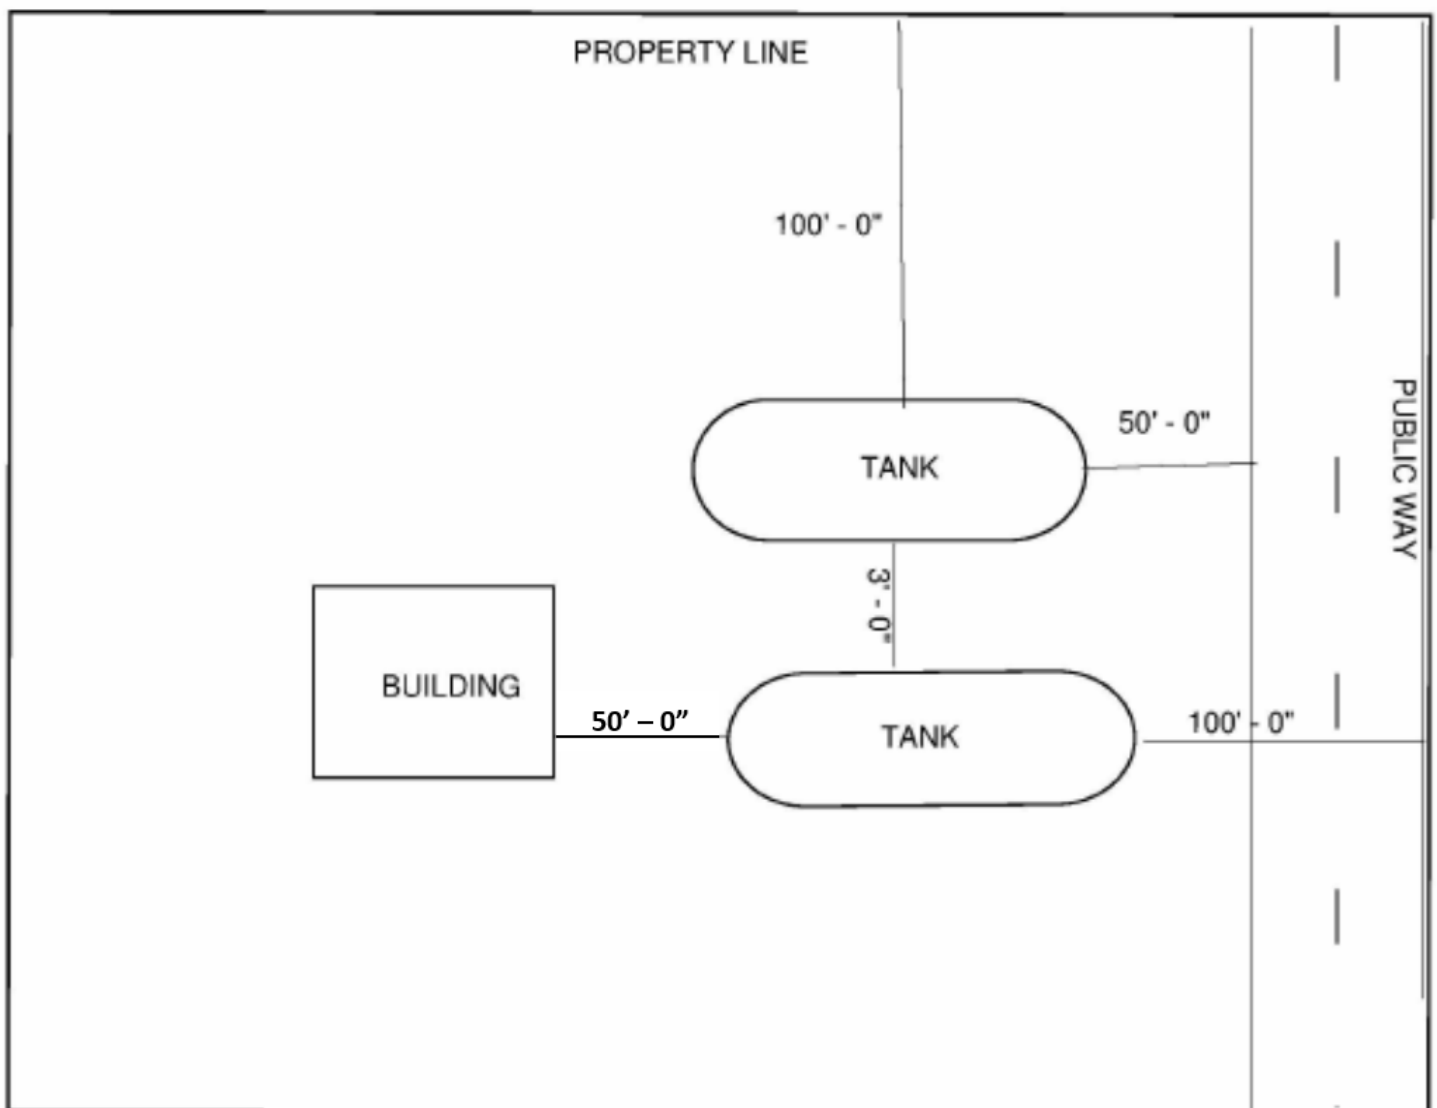 PROPERTY LINE
100' - 0"
50' - 0"
TANK
PUBLIC WAY
3' - 0"
BUILDING
50’ – 0”
TANK
100' - 0"